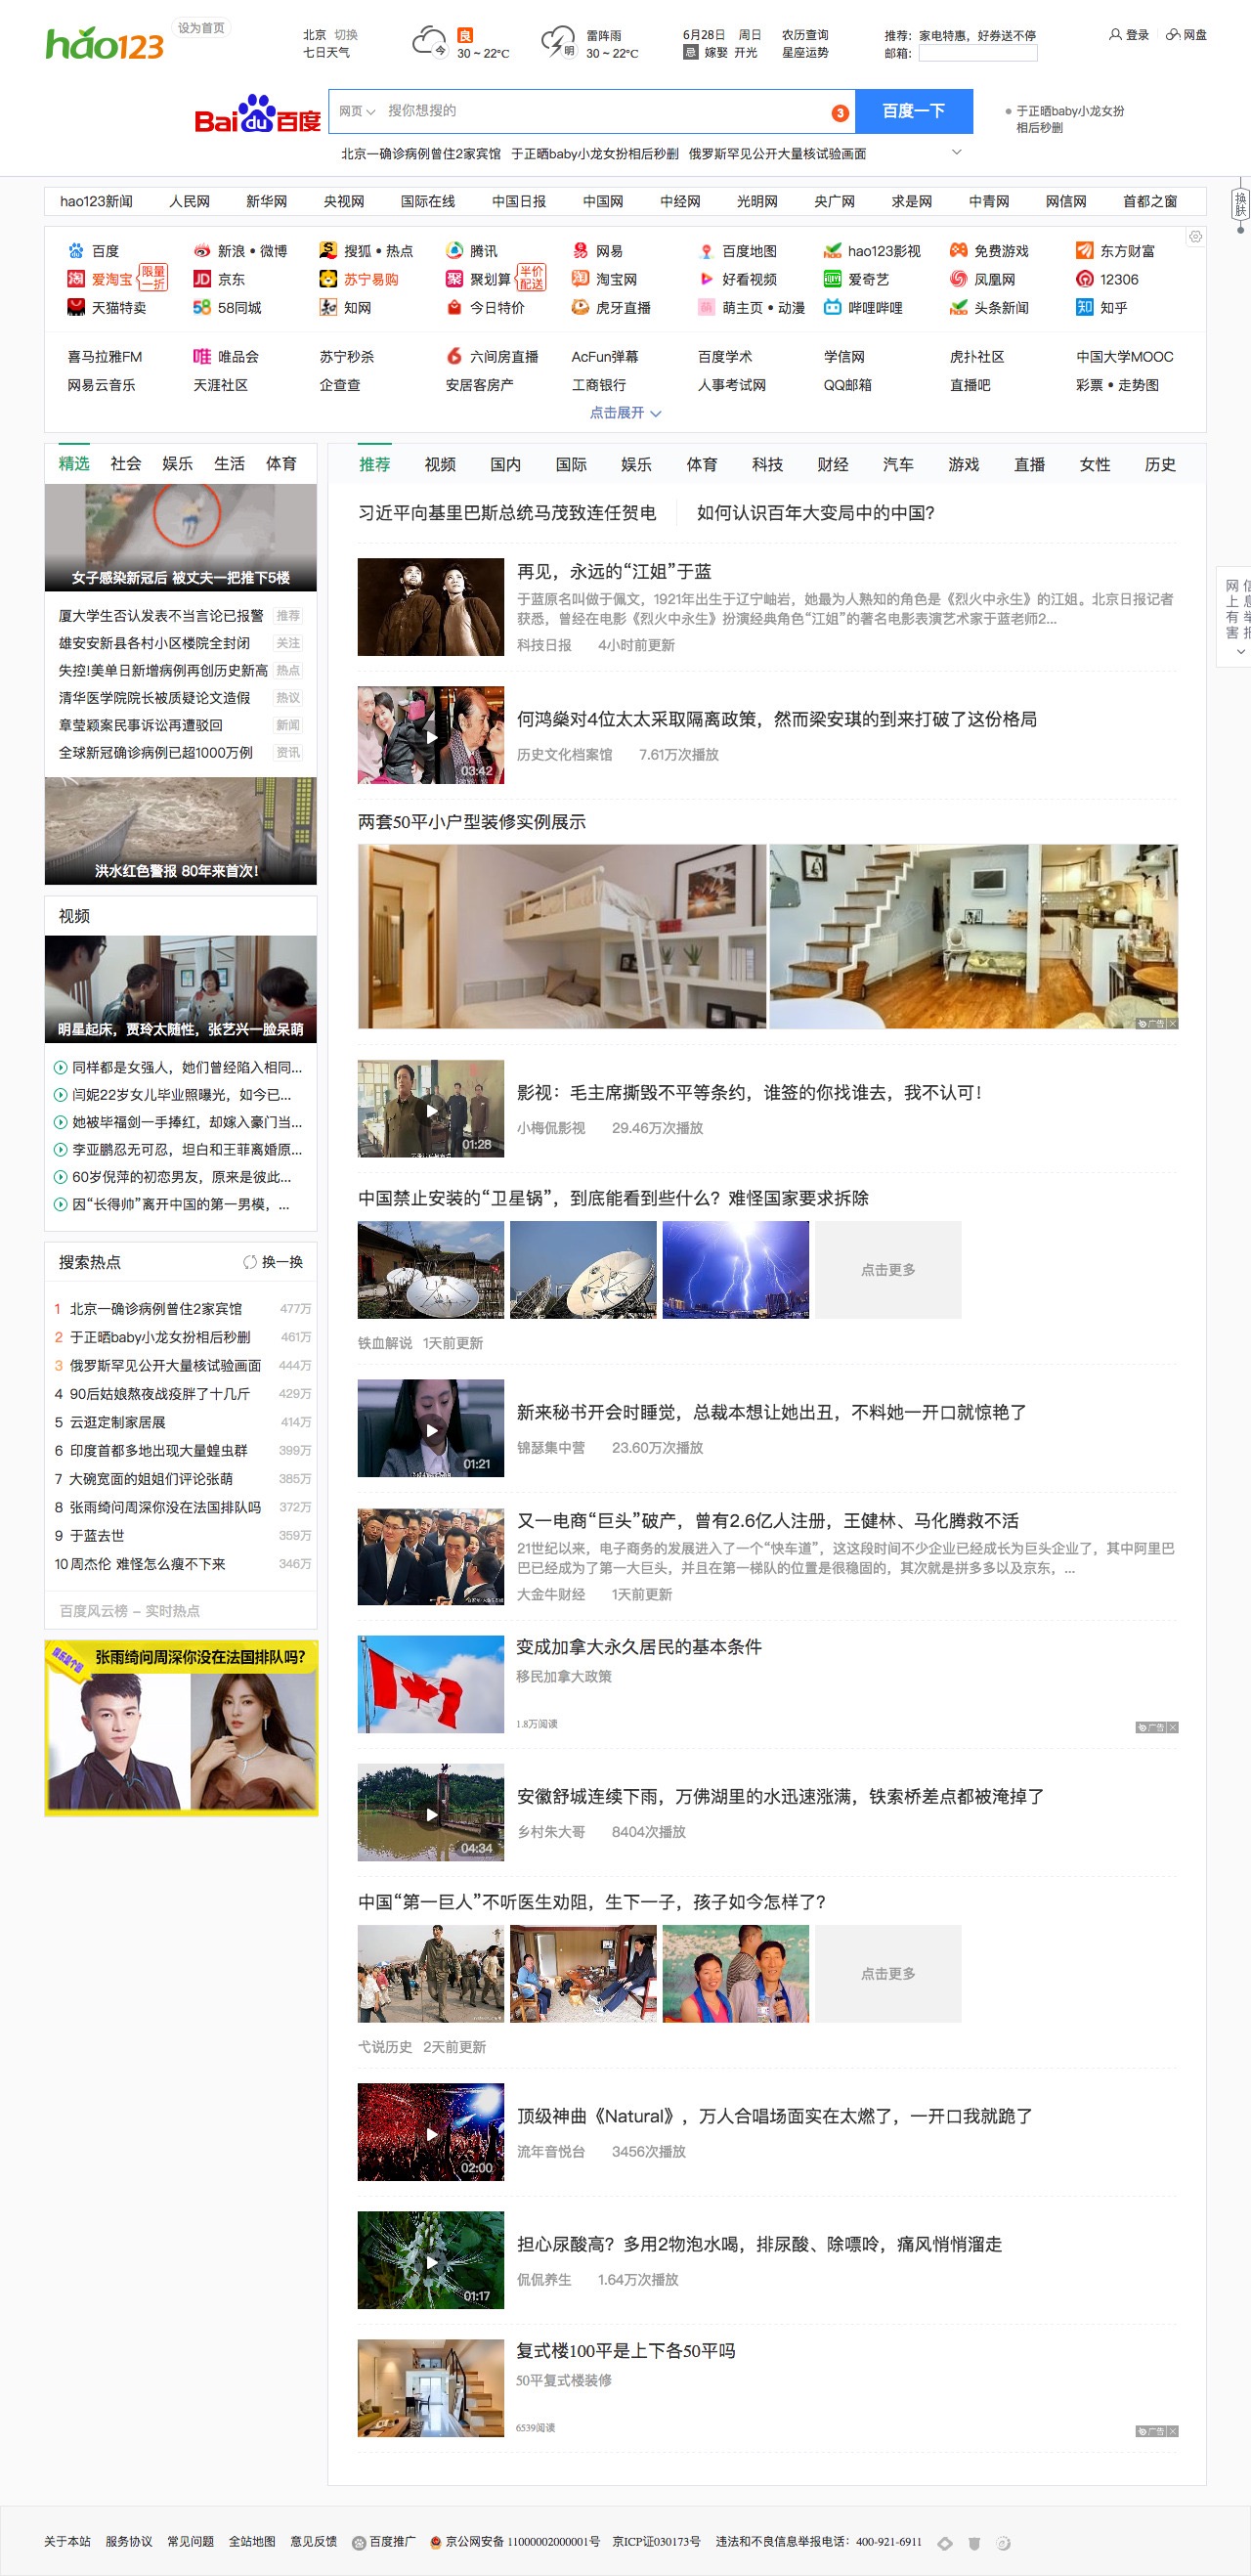 hao123 设为首页
北京 切换
七日天气
今 良
30 ~ 22℃
明 雷阵雨
30 ~ 22℃
6月28日 周日 农历查询
忌 嫁娶 开光 星座运势
推荐：家电特惠，好券送不停
邮箱：
登录 网盘
Bai du 百度 网页 搜你想搜的 3 百度一下
于正晒baby小龙女扮
相后秒删
北京一确诊病例曾住2家宾馆 于正晒baby小龙女扮相后秒删 俄罗斯罕见公开大量核试验画面
换肤
hao123新闻 人民网 新华网 央视网 国际在线 中国日报 中国网 中经网 光明网 央广网 求是网 中青网 网信网 首都之窗
百度 新浪 • 微博 搜狐 • 热点 腾讯 网易 百度地图 hao123影视 免费游戏 东方财富
爱淘宝 限量一折 京东 苏宁易购 聚划算 半价配送 淘宝网 好看视频 爱奇艺 凤凰网 12306
天猫特卖 58同城 知网 今日特价 虎牙直播 萌主页 • 动漫 哔哩哔哩 头条新闻 知乎
喜马拉雅FM 唯品会 苏宁秒杀 六间房直播 AcFun弹幕 百度学术 学信网 虎扑社区 中国大学MOOC
网易云音乐 天涯社区 企查查 安居客房产 工商银行 人事考试网 QQ邮箱 直播吧 彩票 • 走势图
点击展开
精选 社会 娱乐 生活 体育
女子感染新冠后 被丈夫一把推下5楼
厦大学生否认发表不当言论已报警 推荐
雄安安新县各村小区楼院全封闭 关注
失控!美单日新增病例再创历史新高 热点
清华医学院院长被质疑论文造假 热议
章莹颖案民事诉讼再遭驳回 新闻
全球新冠确诊病例已超1000万例 资讯
洪水红色警报 80年来首次!
视频
明星起床，贾玲太随性，张艺兴一脸呆萌
同样都是女强人，她们曾经陷入相同...
闫妮22岁女儿毕业照曝光，如今已...
她被毕福剑一手捧红，却嫁入豪门当...
李亚鹏忍无可忍，坦白和王菲离婚原...
60岁倪萍的初恋男友，原来是彼此...
因“长得帅”离开中国的第一男模，...
搜索热点 换一换
1 北京一确诊病例曾住2家宾馆 477万
2 于正晒baby小龙女扮相后秒删 461万
3 俄罗斯罕见公开大量核试验画面 444万
4 90后姑娘熬夜战疫胖了十几斤 429万
5 云逛定制家居展 414万
6 印度首都多地出现大量蝗虫群 399万
7 大碗宽面的姐姐们评论张萌 385万
8 张雨绮问周深你没在法国排队吗 372万
9 于蓝去世 359万
10 周杰伦 难怪怎么瘦不下来 346万
百度风云榜 – 实时热点
张雨绮问周深你没在法国排队吗?
推荐 视频 国内 国际 娱乐 体育 科技 财经 汽车 游戏 直播 女性 历史
习近平向基里巴斯总统马茂致连任贺电 如何认识百年大变局中的中国？
再见，永远的“江姐”于蓝
于蓝原名叫做于佩文，1921年出生于辽宁岫岩，她最为人熟知的角色是《烈火中永生》的江姐。北京日报记者
获悉，曾经在电影《烈火中永生》扮演经典角色“江姐”的著名电影表演艺术家于蓝老师2...
科技日报 4小时前更新
何鸿燊对4位太太采取隔离政策，然而梁安琪的到来打破了这份格局
历史文化档案馆 7.61万次播放
03:42
两套50平小户型装修实例展示
广告
影视：毛主席撕毁不平等条约，谁签的你找谁去，我不认可！
小梅侃影视 29.46万次播放
01:28
中国禁止安装的“卫星锅”，到底能看到些什么？难怪国家要求拆除
点击更多
铁血解说 1天前更新
新来秘书开会时睡觉，总裁本想让她出丑，不料她一开口就惊艳了
锦瑟集中营 23.60万次播放
01:21
又一电商“巨头”破产，曾有2.6亿人注册，王健林、马化腾救不活
21世纪以来，电子商务的发展进入了一个“快车道”，这这段时间不少企业已经成长为巨头企业了，其中阿里巴
巴已经成为了第一大巨头，并且在第一梯队的位置是很稳固的，其次就是拼多多以及京东，...
大金牛财经 1天前更新
变成加拿大永久居民的基本条件
移民加拿大政策
1.8万阅读
广告
安徽舒城连续下雨，万佛湖里的水迅速涨满，铁索桥差点都被淹掉了
乡村朱大哥 8404次播放
04:34
中国“第一巨人”不听医生劝阻，生下一子，孩子如今怎样了？
点击更多
弋说历史 2天前更新
顶级神曲《Natural》，万人合唱场面实在太燃了，一开口我就跪了
流年音悦台 3456次播放
02:00
担心尿酸高？多用2物泡水喝，排尿酸、除嘌呤，痛风悄悄溜走
侃侃养生 1.64万次播放
01:17
复式楼100平是上下各50平吗
50平复式楼装修
6539阅读
广告
网上有害
信息举报
关于本站 服务协议 常见问题 全站地图 意见反馈 百度推广 京公网安备 11000002000001号 京ICP证030173号 违法和不良信息举报电话：400-921-6911